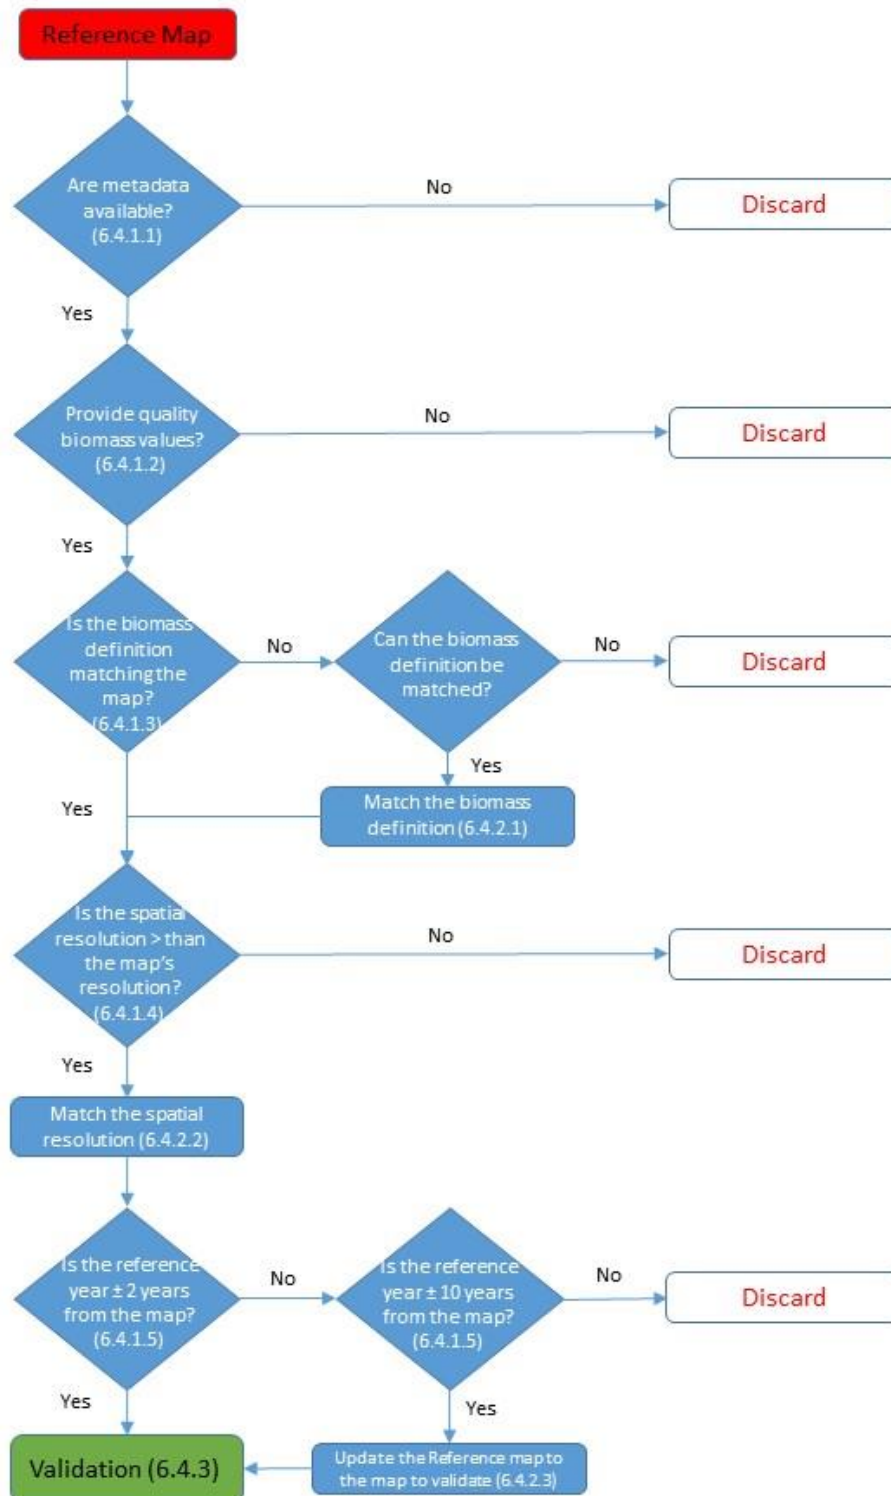 Reference Map
Are metadata
available?
(6.4.1.1)
No
Discard
Yes
Provide quality
biomass values?
(6.4.1.2)
No
Discard
Yes
Is the biomass
definition
matching the
map?
(6.4.1.3)
No
Can the biomass
definition be
matched?
No
Discard
Yes
Match the biomass
definition (6.4.2.1)
Yes
Is the spatial
resolution > than
the map's
resolution?
(6.4.1.4)
No
Discard
Yes
Match the spatial
resolution (6.4.2.2)
Is the reference
year ± 2 years
from the map?
(6.4.1.5)
No
Is the reference
year ± 10 years
from the map?
(6.4.1.5)
No
Discard
Yes
Yes
Validation (6.4.3)
Update the Reference map to
the map to validate (6.4.2.3)